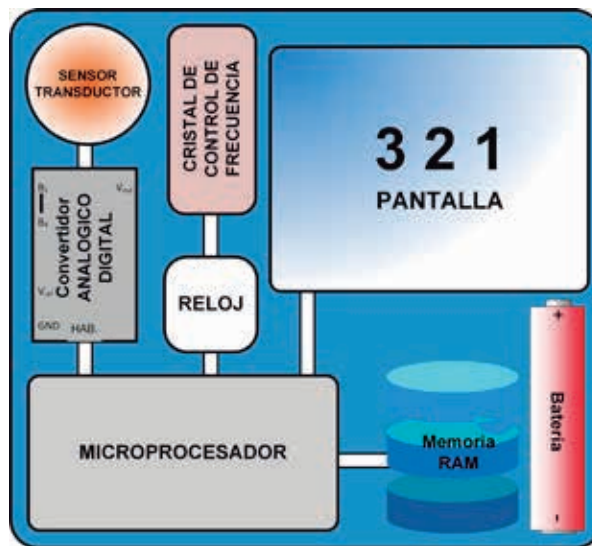 SENSOR
TRANSDUCTOR
CRISTAL DE
CONTROL DE
FRECUENCIA
3 2 1
PANTALLA
Convertidor
ANALOGICO
DIGITAL
GND
HAB.
RELOJ
MICROPROCESADOR
Memoria
RAM
+
Bateria
-